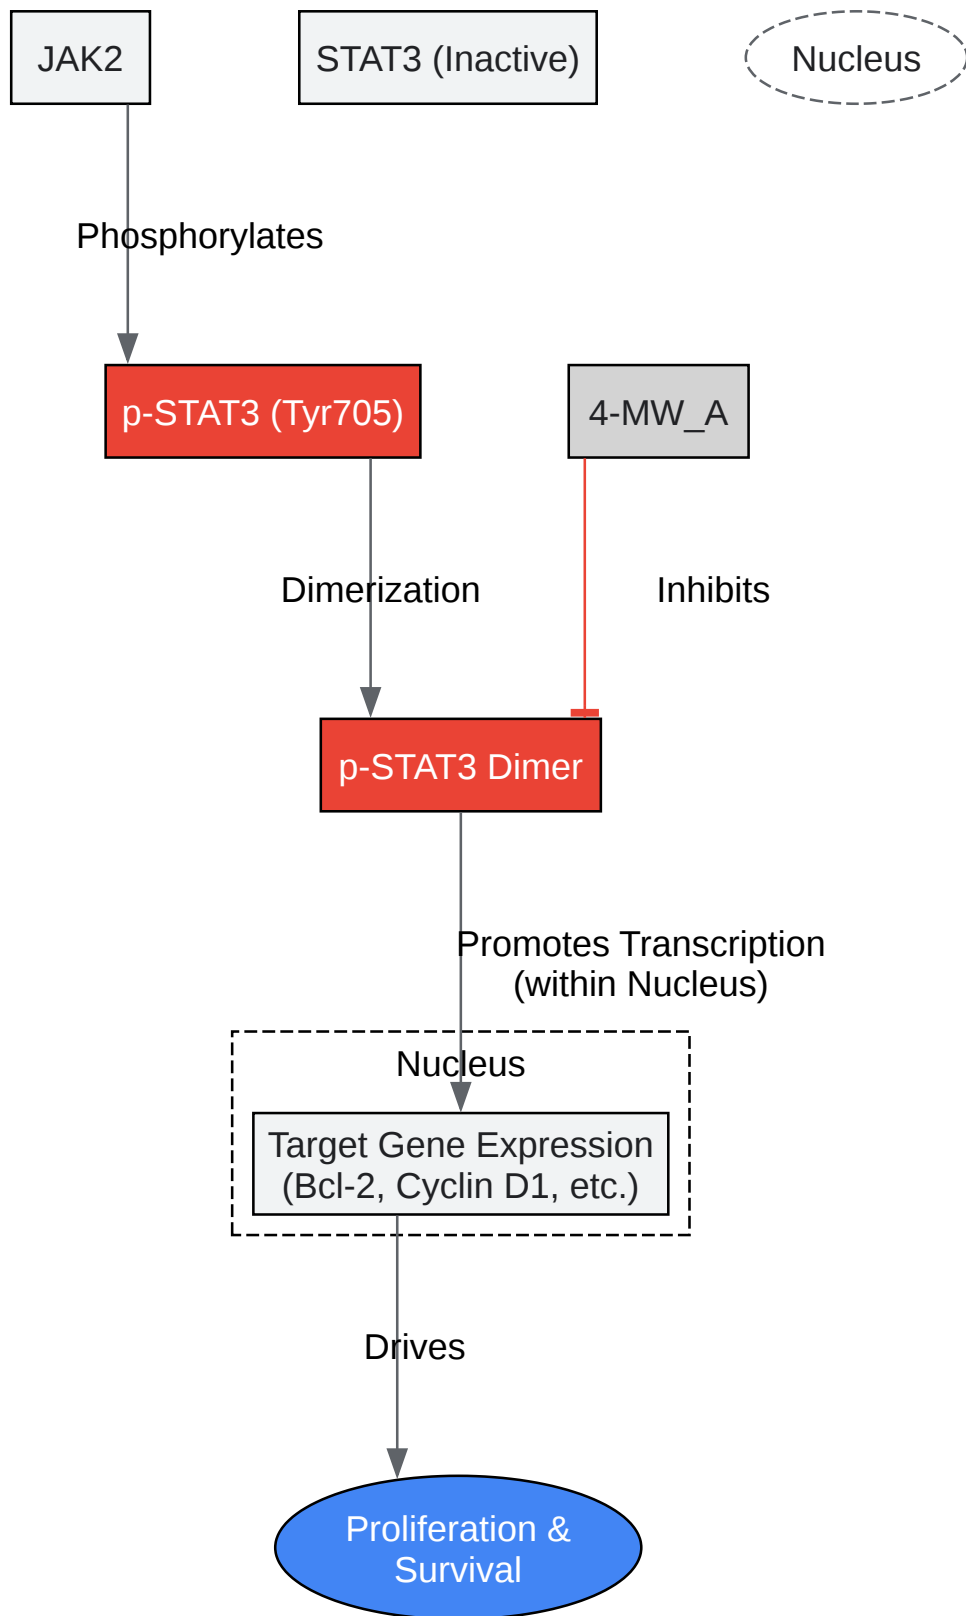 JAK2
STAT3 (Inactive)
Nucleus
Phosphorylates
p-STAT3 (Tyr705)
4-MW_A
Dimerization
Inhibits
p-STAT3 Dimer
Promotes Transcription
(within Nucleus)
Nucleus
Target Gene Expression
(Bcl-2, Cyclin D1, etc.)
Drives
Proliferation &
Survival